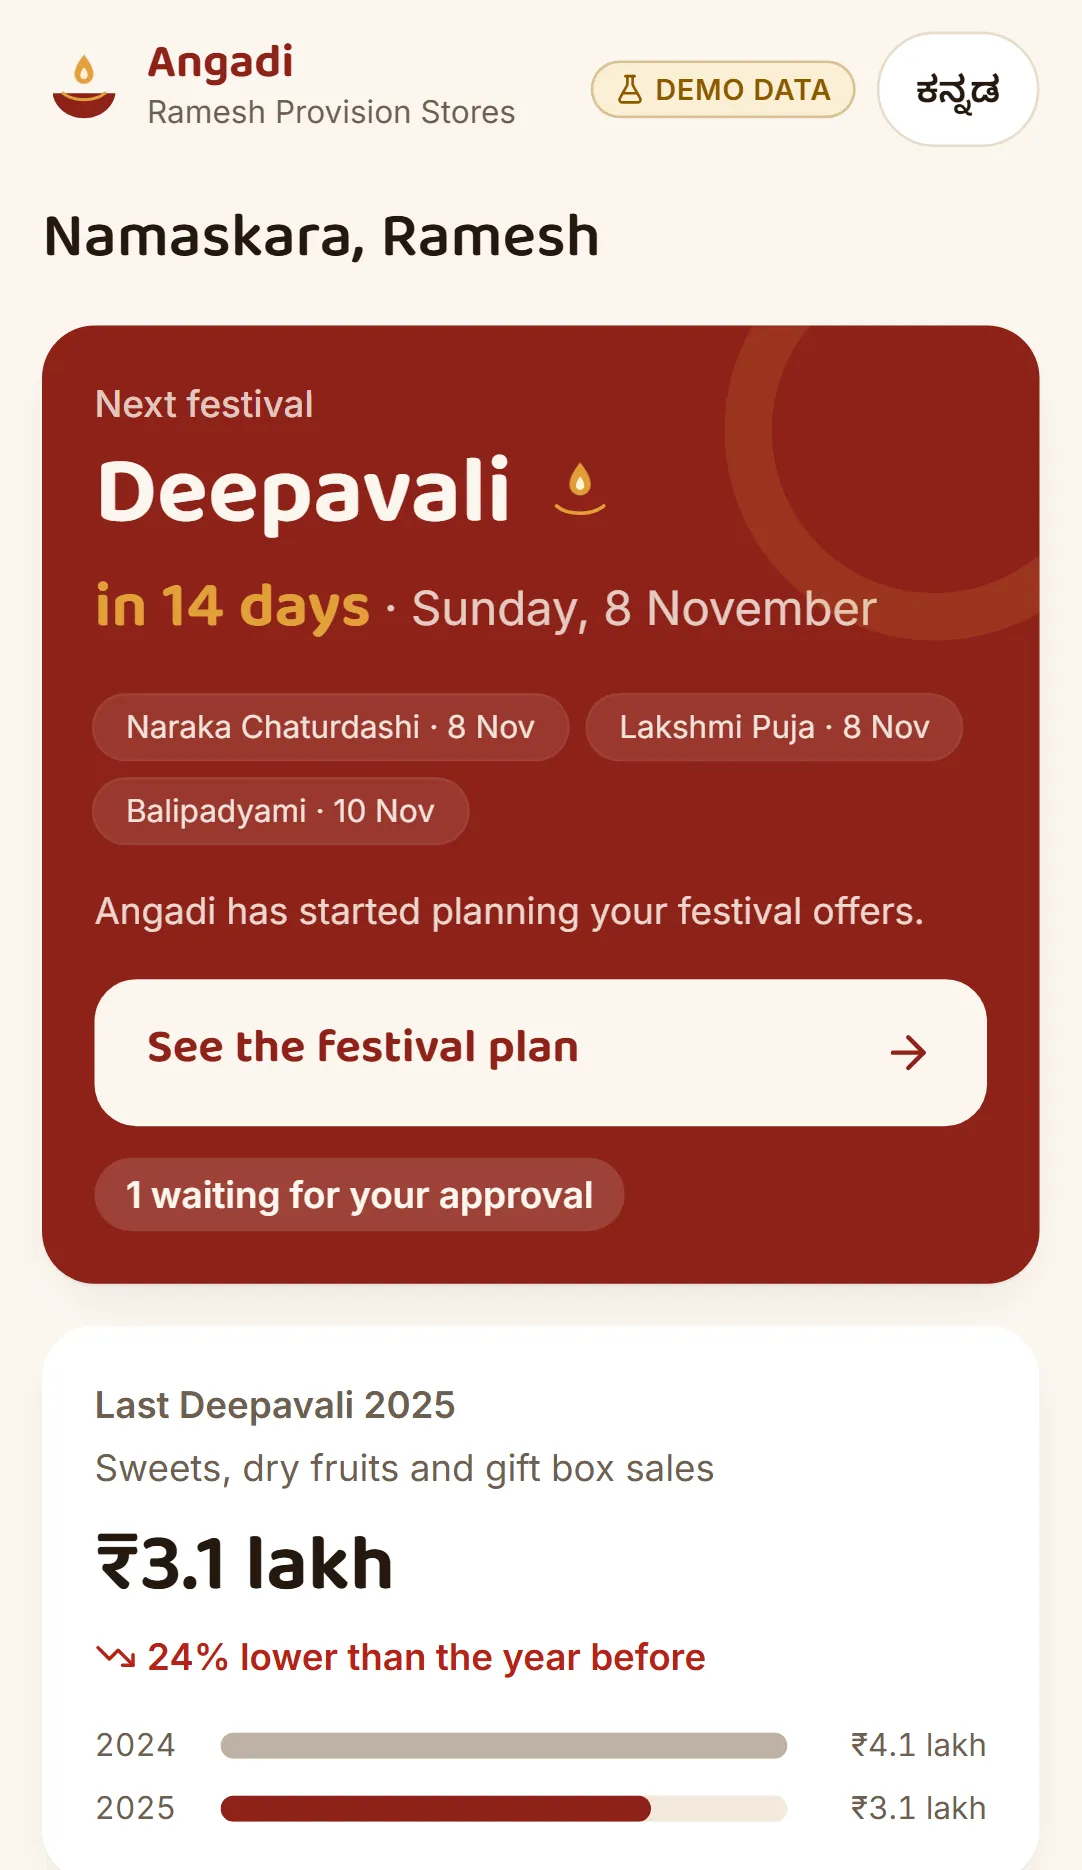 Angadi
Ramesh Provision Stores
DEMO DATA
ಕನ್ನಡ
Namaskara, Ramesh
Next festival
Deepavali
in 14 days · Sunday, 8 November
Naraka Chaturdashi · 8 Nov
Lakshmi Puja · 8 Nov
Balipadyami · 10 Nov
Angadi has started planning your festival offers.
See the festival plan
1 waiting for your approval
Last Deepavali 2025
Sweets, dry fruits and gift box sales
₹3.1 lakh
24% lower than the year before
2024 ₹4.1 lakh
2025 ₹3.1 lakh